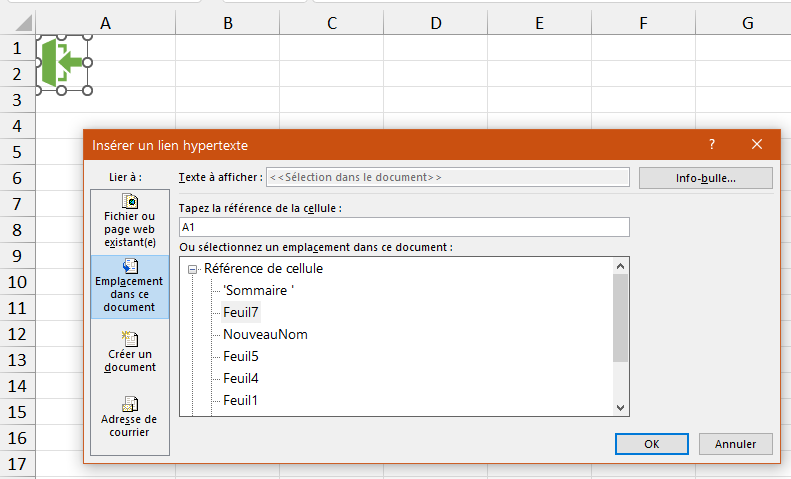 A B C D E F G
1
2
3
4
5
6
7
8
9
10
11
12
13
14
15
16
17
Insérer un lien hypertexte ? ×
Lier à :
Texte à afficher : <<Sélection dans le document>>
Info-bulle...
Fichier ou
page web
existant(e)
Emplacement
dans ce
document
Créer un
document
Adresse de
courrier
Tapez la référence de la cellule :
A1
Ou sélectionnez un emplacement dans ce document :
Référence de cellule
'Sommaire '
Feuil7
NouveauNom
Feuil5
Feuil4
Feuil1
OK
Annuler